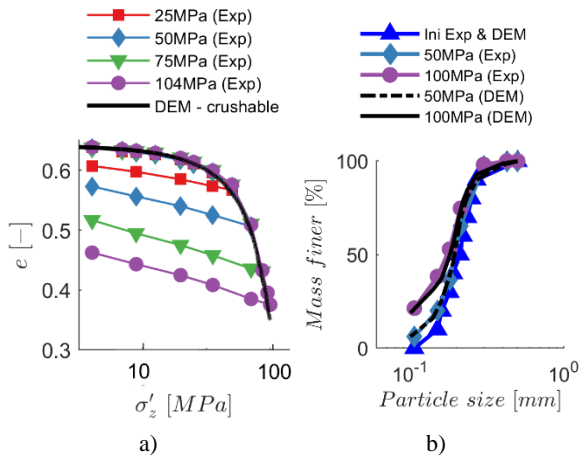 25MPa (Exp)
50MPa (Exp)
75MPa (Exp)
104MPa (Exp)
DEM - crushable
0.6
0.5
0.4
0.3
e [−]
10
100
σ′z [MPa]
a)
Ini Exp & DEM
50MPa (Exp)
100MPa (Exp)
50MPa (DEM)
100MPa (DEM)
100
50
0
Mass finer [%]
10⁻¹
10⁰
Particle size [mm]
b)